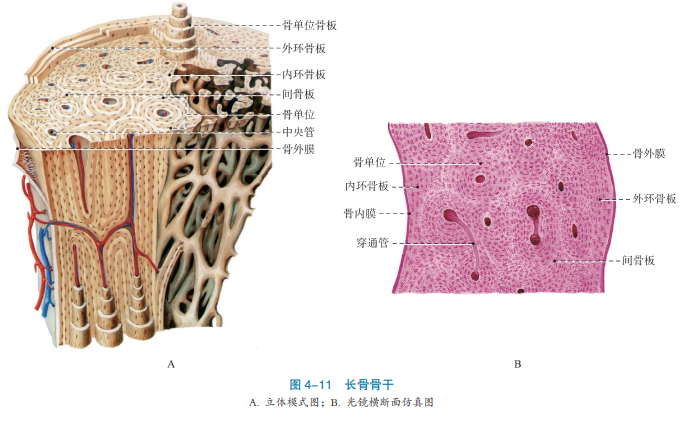 骨单位骨板
外环骨板
内环骨板
间骨板
骨单位
中央管
骨外膜
骨单位
内环骨板
骨内膜
穿通管
骨外膜
外环骨板
间骨板
A
B
图 4-11 长骨骨干
A. 立体模式图；B. 光镜横断面仿真图